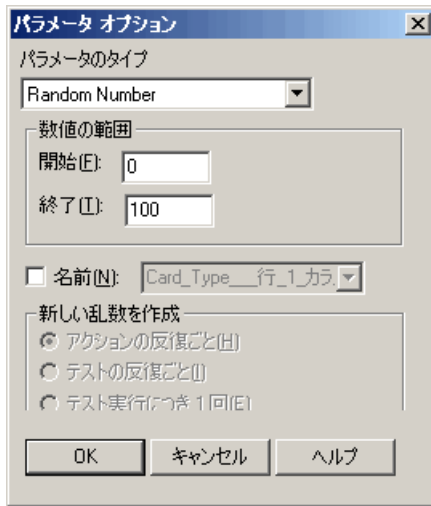 パラメータ オプション
パラメータのタイプ
Random Number
数値の範囲
開始(F): 0
終了(T): 100
名前(N): Card_Type___行_1_カラ
新しい乱数を作成
アクションの反復ごと(H)
テストの反復ごと(I)
テスト実行につき 1 回(E)
OK キャンセル ヘルプ